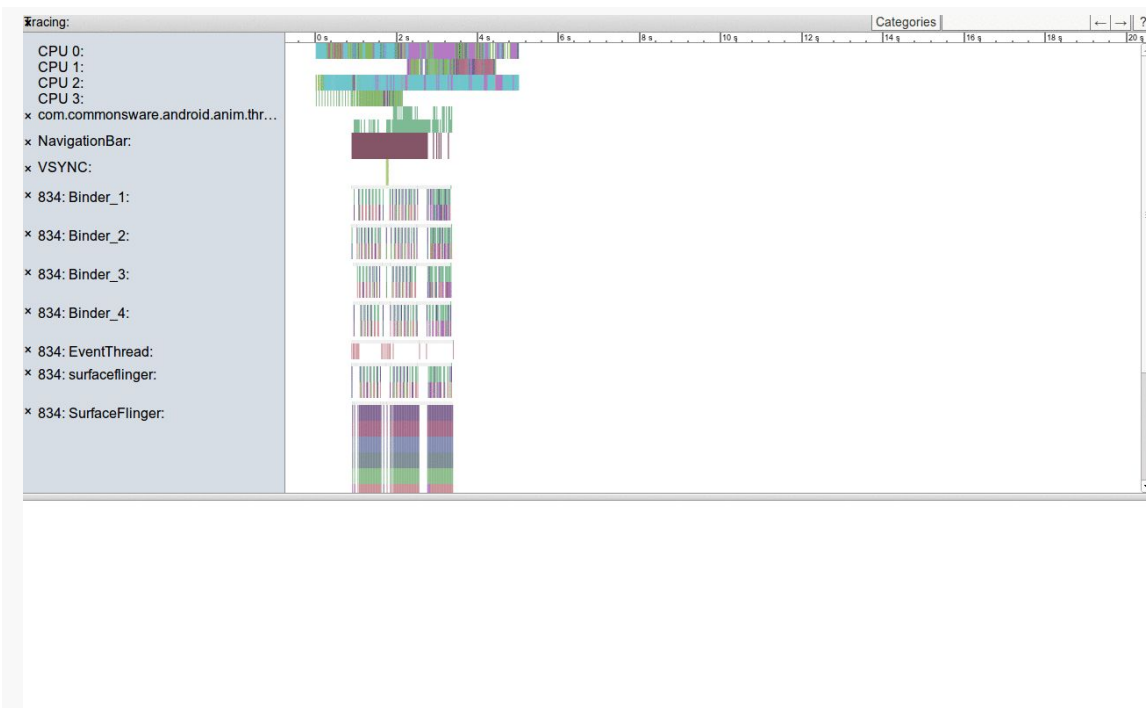 Tracing: Categories ← → ?
0 s 2 s 4 s 6 s 8 s 10 s 12 s 14 s 16 s 18 s 20 s
CPU 0:
CPU 1:
CPU 2:
CPU 3:
× com.commonsware.android.anim.thr…
× NavigationBar:
× VSYNC:
× 834: Binder_1:
× 834: Binder_2:
× 834: Binder_3:
× 834: Binder_4:
× 834: EventThread:
× 834: surfaceflinger:
× 834: SurfaceFlinger: